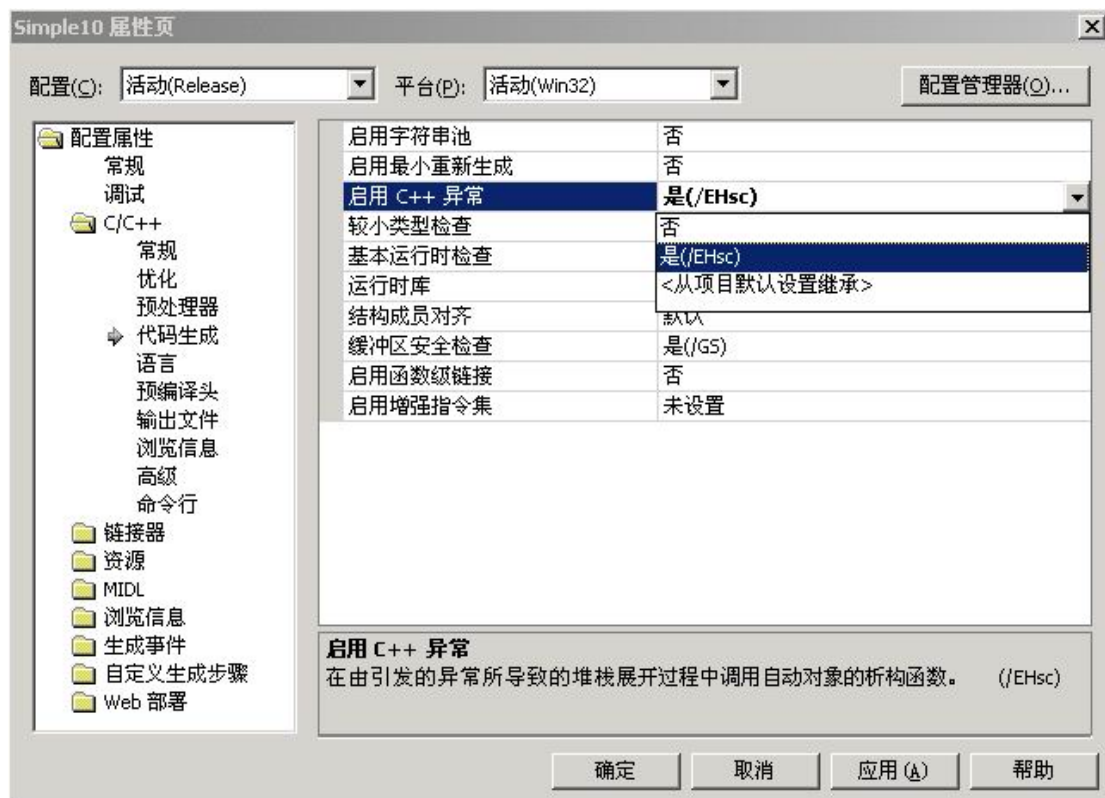 Simple10 属性页
配置(C): 活动(Release) 平台(P): 活动(Win32) 配置管理器(O)...
配置属性
常规
调试
C/C++
常规
优化
预处理器
代码生成
语言
预编译头
输出文件
浏览信息
高级
命令行
链接器
资源
MIDL
浏览信息
生成事件
自定义生成步骤
Web 部署
启用字符串池 否
启用最小重新生成 否
启用 C++ 异常 是(/EHsc)
较小类型检查
基本运行时检查
运行时库
结构成员对齐 默认
缓冲区安全检查 是(/GS)
启用函数级链接 否
启用增强指令集 未设置
否
是(/EHsc)
<从项目默认设置继承>
启用 C++ 异常
在由引发的异常所导致的堆栈展开过程中调用自动对象的析构函数。 (/EHsc)
确定 取消 应用(A) 帮助